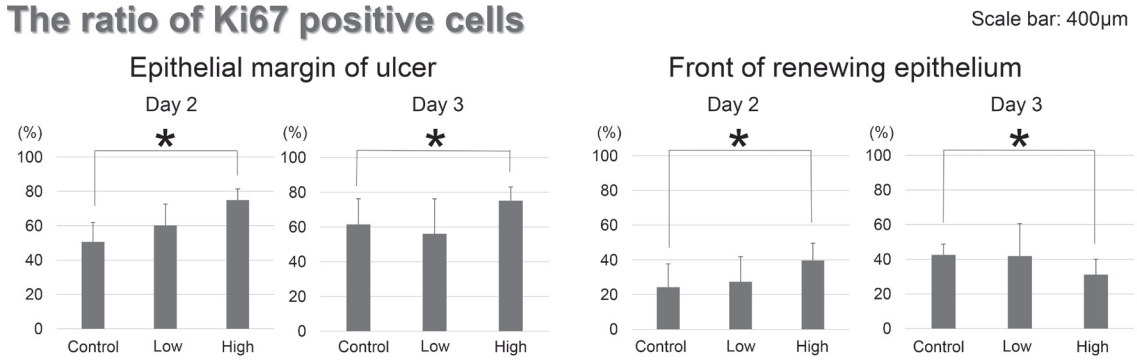 The ratio of Ki67 positive cells
Scale bar: 400μm
Epithelial margin of ulcer
Front of renewing epithelium
Day 2
Day 3
Day 2
Day 3
(%)
*
100
80
60
40
20
0
Control Low High
(%)
*
100
80
60
40
20
0
Control Low High
(%)
*
100
80
60
40
20
0
Control Low High
(%)
*
100
80
60
40
20
0
Control Low High